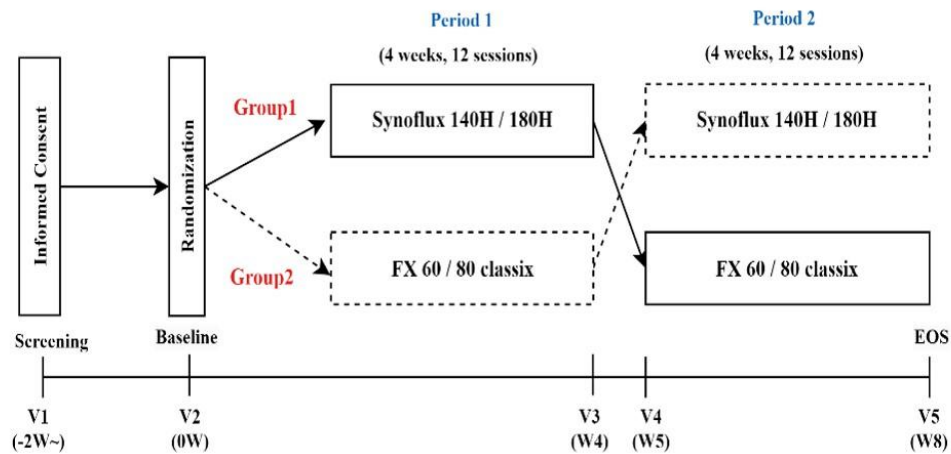 Period 1
Period 2
(4 weeks, 12 sessions)
(4 weeks, 12 sessions)
Informed Consent
Randomization
Group1
Group2
Synoflux 140H / 180H
Synoflux 140H / 180H
FX 60 / 80 classix
FX 60 / 80 classix
Screening
Baseline
EOS
V1
(-2W~)
V2
(0W)
V3
(W4)
V4
(W5)
V5
(W8)